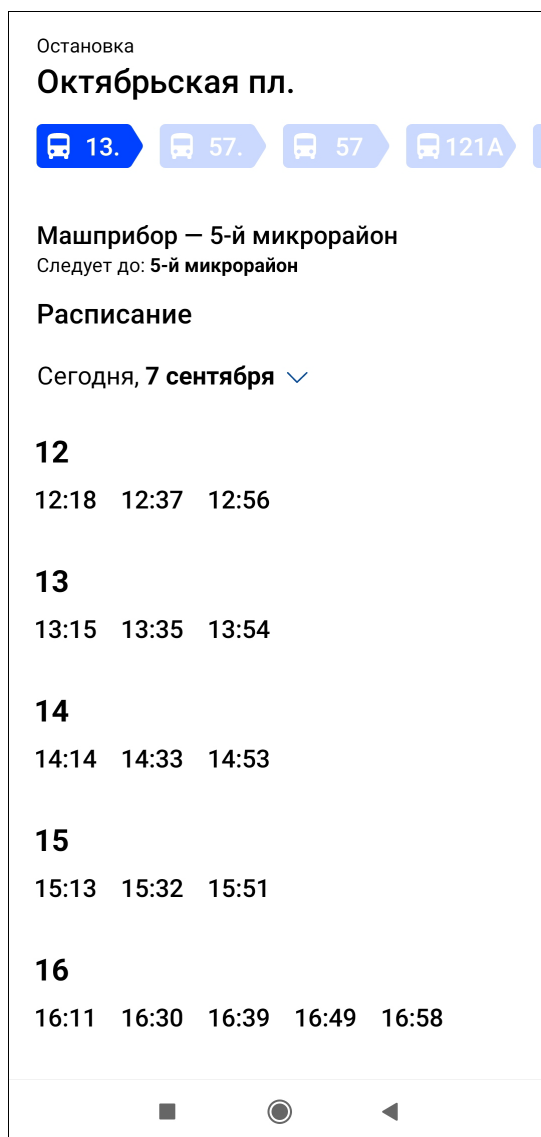 Остановка
Октябрьская пл.
13. 57. 57 121А
Машприбор — 5-й микрорайон
Следует до: 5-й микрорайон
Расписание
Сегодня, 7 сентября
12
12:18 12:37 12:56
13
13:15 13:35 13:54
14
14:14 14:33 14:53
15
15:13 15:32 15:51
16
16:11 16:30 16:39 16:49 16:58